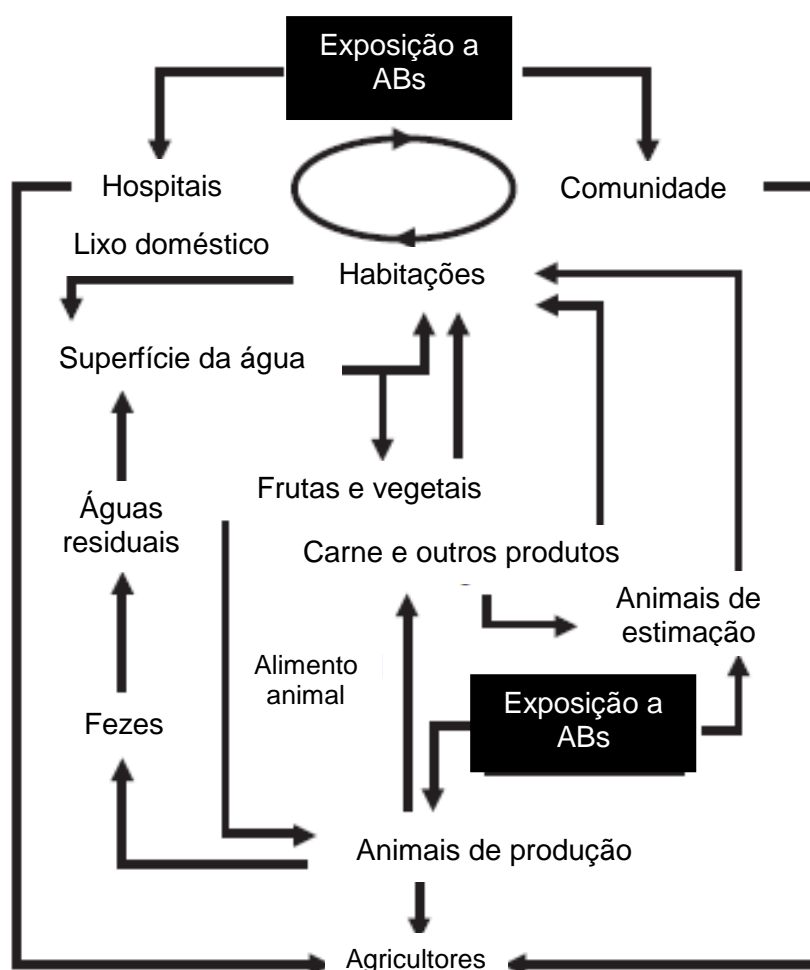 Exposição a
ABs
Hospitais
Comunidade
Lixo doméstico
Habitações
Superfície da água
Frutas e vegetais
Águas
residuais
Carne e outros produtos
Animais de
estimação
Alimento
animal
Exposição a
ABs
Fezes
Animais de produção
Agricultores